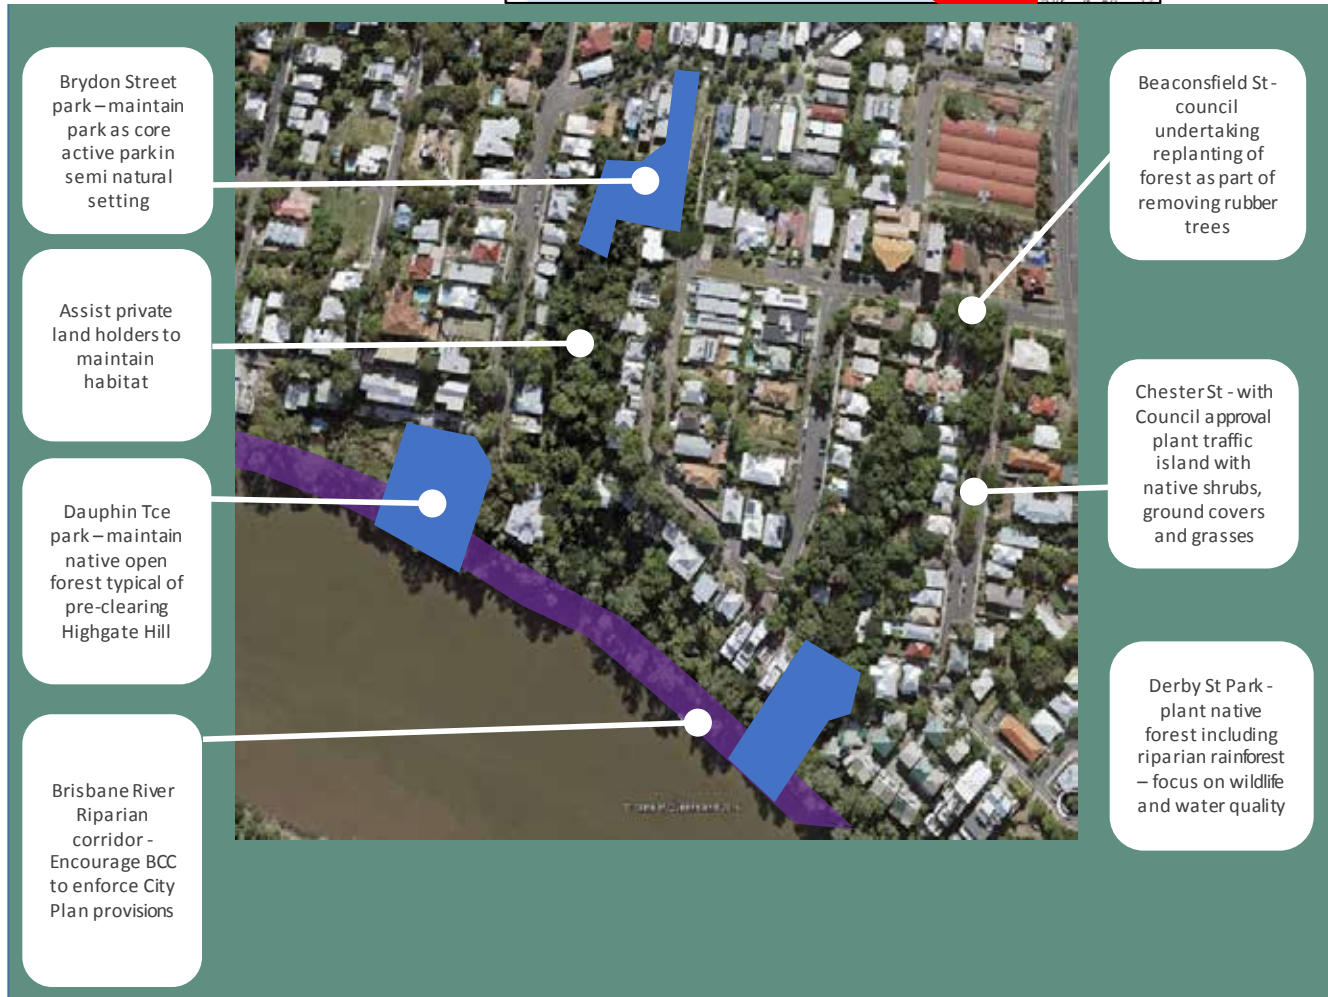 Brydon Street
park – maintain
park as core
active park in
semi natural
setting
Assist private
land holders to
maintain
habitat
Dauphin Tce
park – maintain
native open
forest typical of
pre-clearing
Highgate Hill
Brisbane River
Riparian
corridor -
Encourage BCC
to enforce City
Plan provisions
Beaconsfield St -
council
undertaking
replanting of
forest as part of
removing rubber
trees
Chester St - with
Council approval
plant traffic
island with
native shrubs,
ground covers
and grasses
Derby St Park -
plant native
forest including
riparian rainforest
– focus on wildlife
and water quality